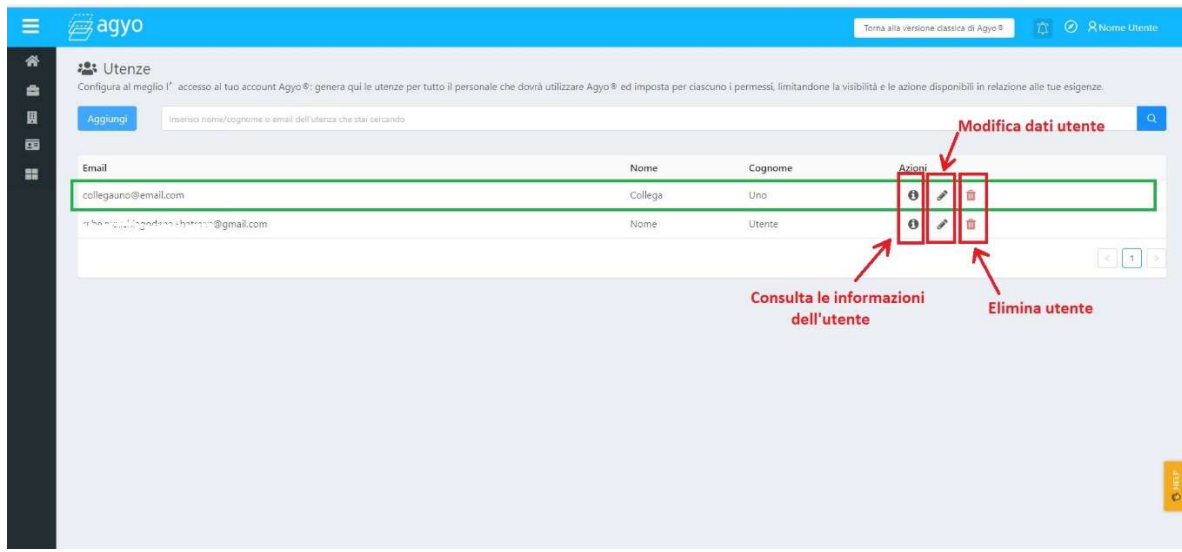 agyo
Torna alla versione classica di Agyo®
Nome Utente
Utenze
Configura al meglio l' accesso al tuo account Agyo®: genera qui le utenze per tutto il personale che dovrà utilizzare Agyo® ed imposta per ciascuno i permessi, limitandone la visibilità e le azione disponibili in relazione alle tue esigenze.
Aggiungi
Inserisci nome/cognome o email dell'utenza che stai cercando
Modifica dati utente
Email Nome Cognome Azioni
collegauno@email.com Collega Uno
@gmail.com Nome Utente
< 1 >
Consulta le informazioni
dell'utente
Elimina utente
HELP